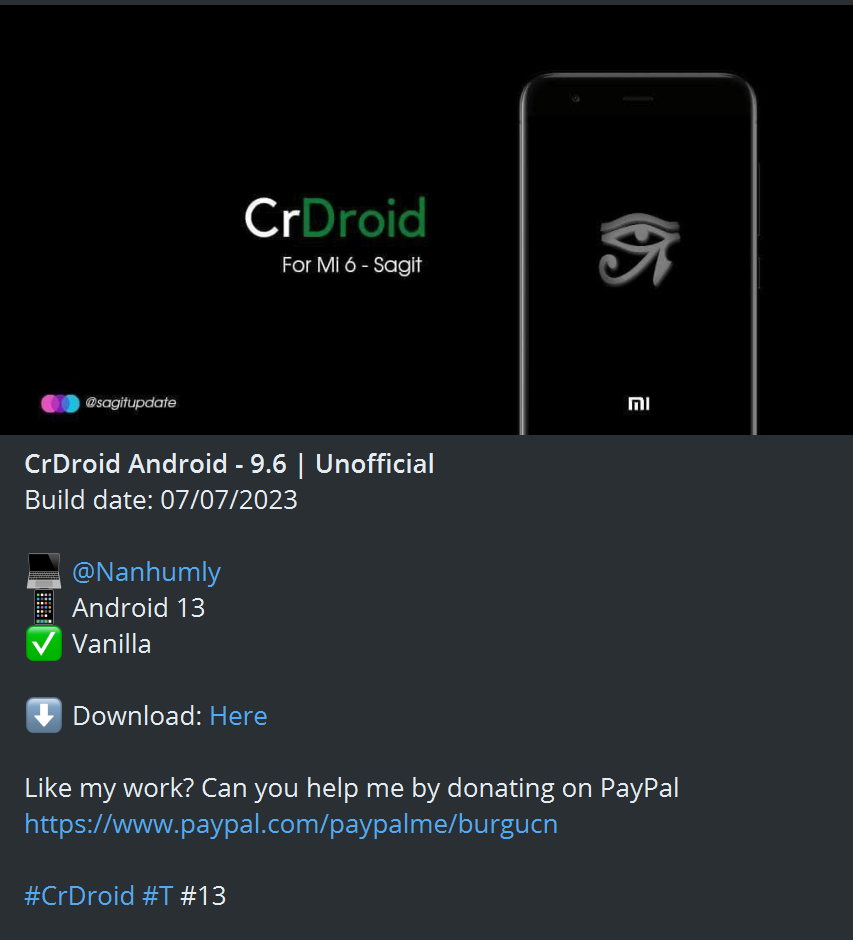 CrDroid
For Mi 6 - Sagit
@sagitupdate
MI
CrDroid Android - 9.6 | Unofficial
Build date: 07/07/2023
@Nanhumly
Android 13
Vanilla
Download: Here
Like my work? Can you help me by donating on PayPal
https://www.paypal.com/paypalme/burgucn
#CrDroid #T #13